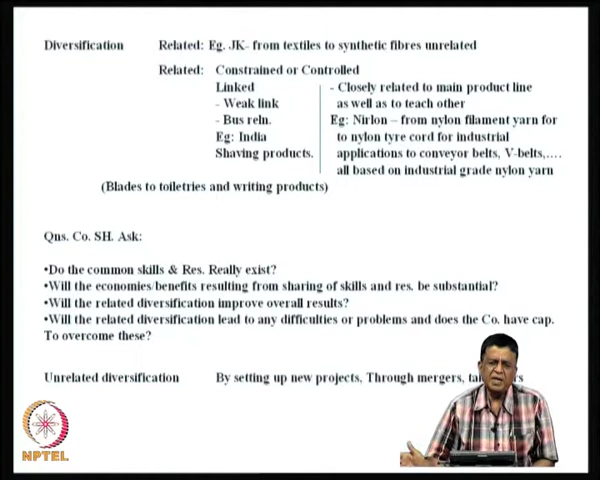 Diversification Related: Eg. JK- from textiles to synthetic fibres unrelated
Related: Constrained or Controlled
Linked - Closely related to main product line
- Weak link as well as to teach other
- Bus reln. Eg: Nirlon – from nylon filament yarn for
Eg: India to nylon tyre cord for industrial
Shaving products. applications to conveyor belts, V-belts,....
all based on industrial grade nylon yarn
(Blades to toiletries and writing products)
Qns. Co. SH. Ask:
•Do the common skills & Res. Really exist?
•Will the economies/benefits resulting from sharing of skills and res. be substantial?
•Will the related diversification improve overall results?
•Will the related diversification lead to any difficulties or problems and does the Co. have cap.
To overcome these?
Unrelated diversification By setting up new projects, Through mergers,
NPTEL